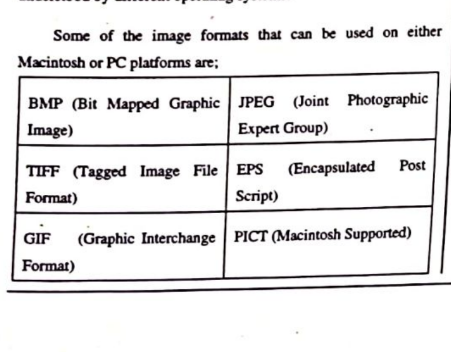 Some of the image formats that can be used on either
Macintosh or PC platforms are;
BMP (Bit Mapped Graphic
Image)
JPEG (Joint Photographic
Expert Group)
TIFF (Tagged Image File
Format)
EPS (Encapsulated Post
Script)
GIF (Graphic Interchange
Format)
PICT (Macintosh Supported)